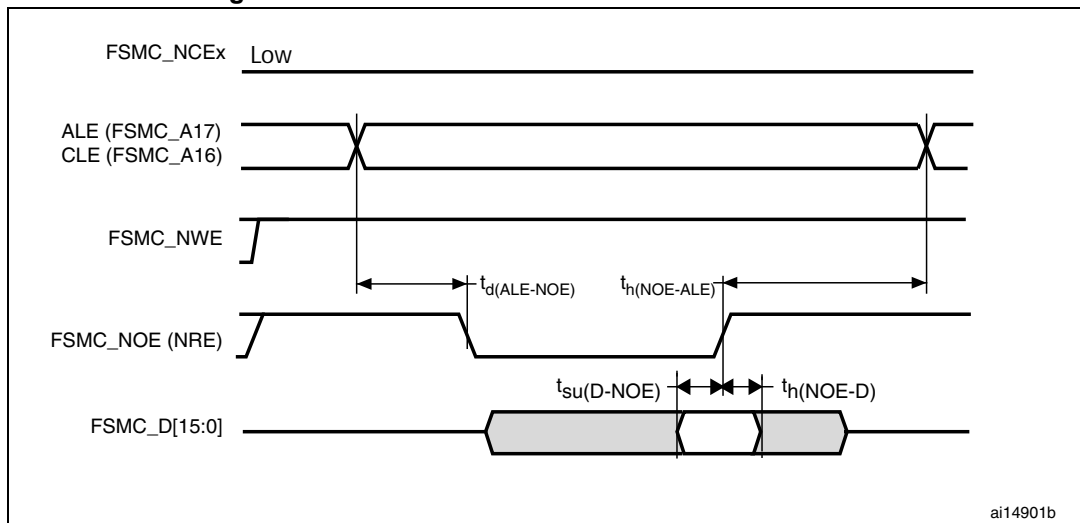 FSMC_NCEx Low
ALE (FSMC_A17)
CLE (FSMC_A16)
FSMC_NWE
td(ALE-NOE) th(NOE-ALE)
FSMC_NOE (NRE)
tsu(D-NOE) th(NOE-D)
FSMC_D[15:0]
ai14901b